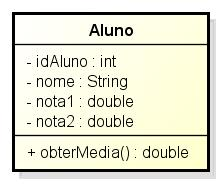 Aluno
- idAluno : int
- nome : String
- nota1 : double
- nota2 : double
+ obterMedia() : double